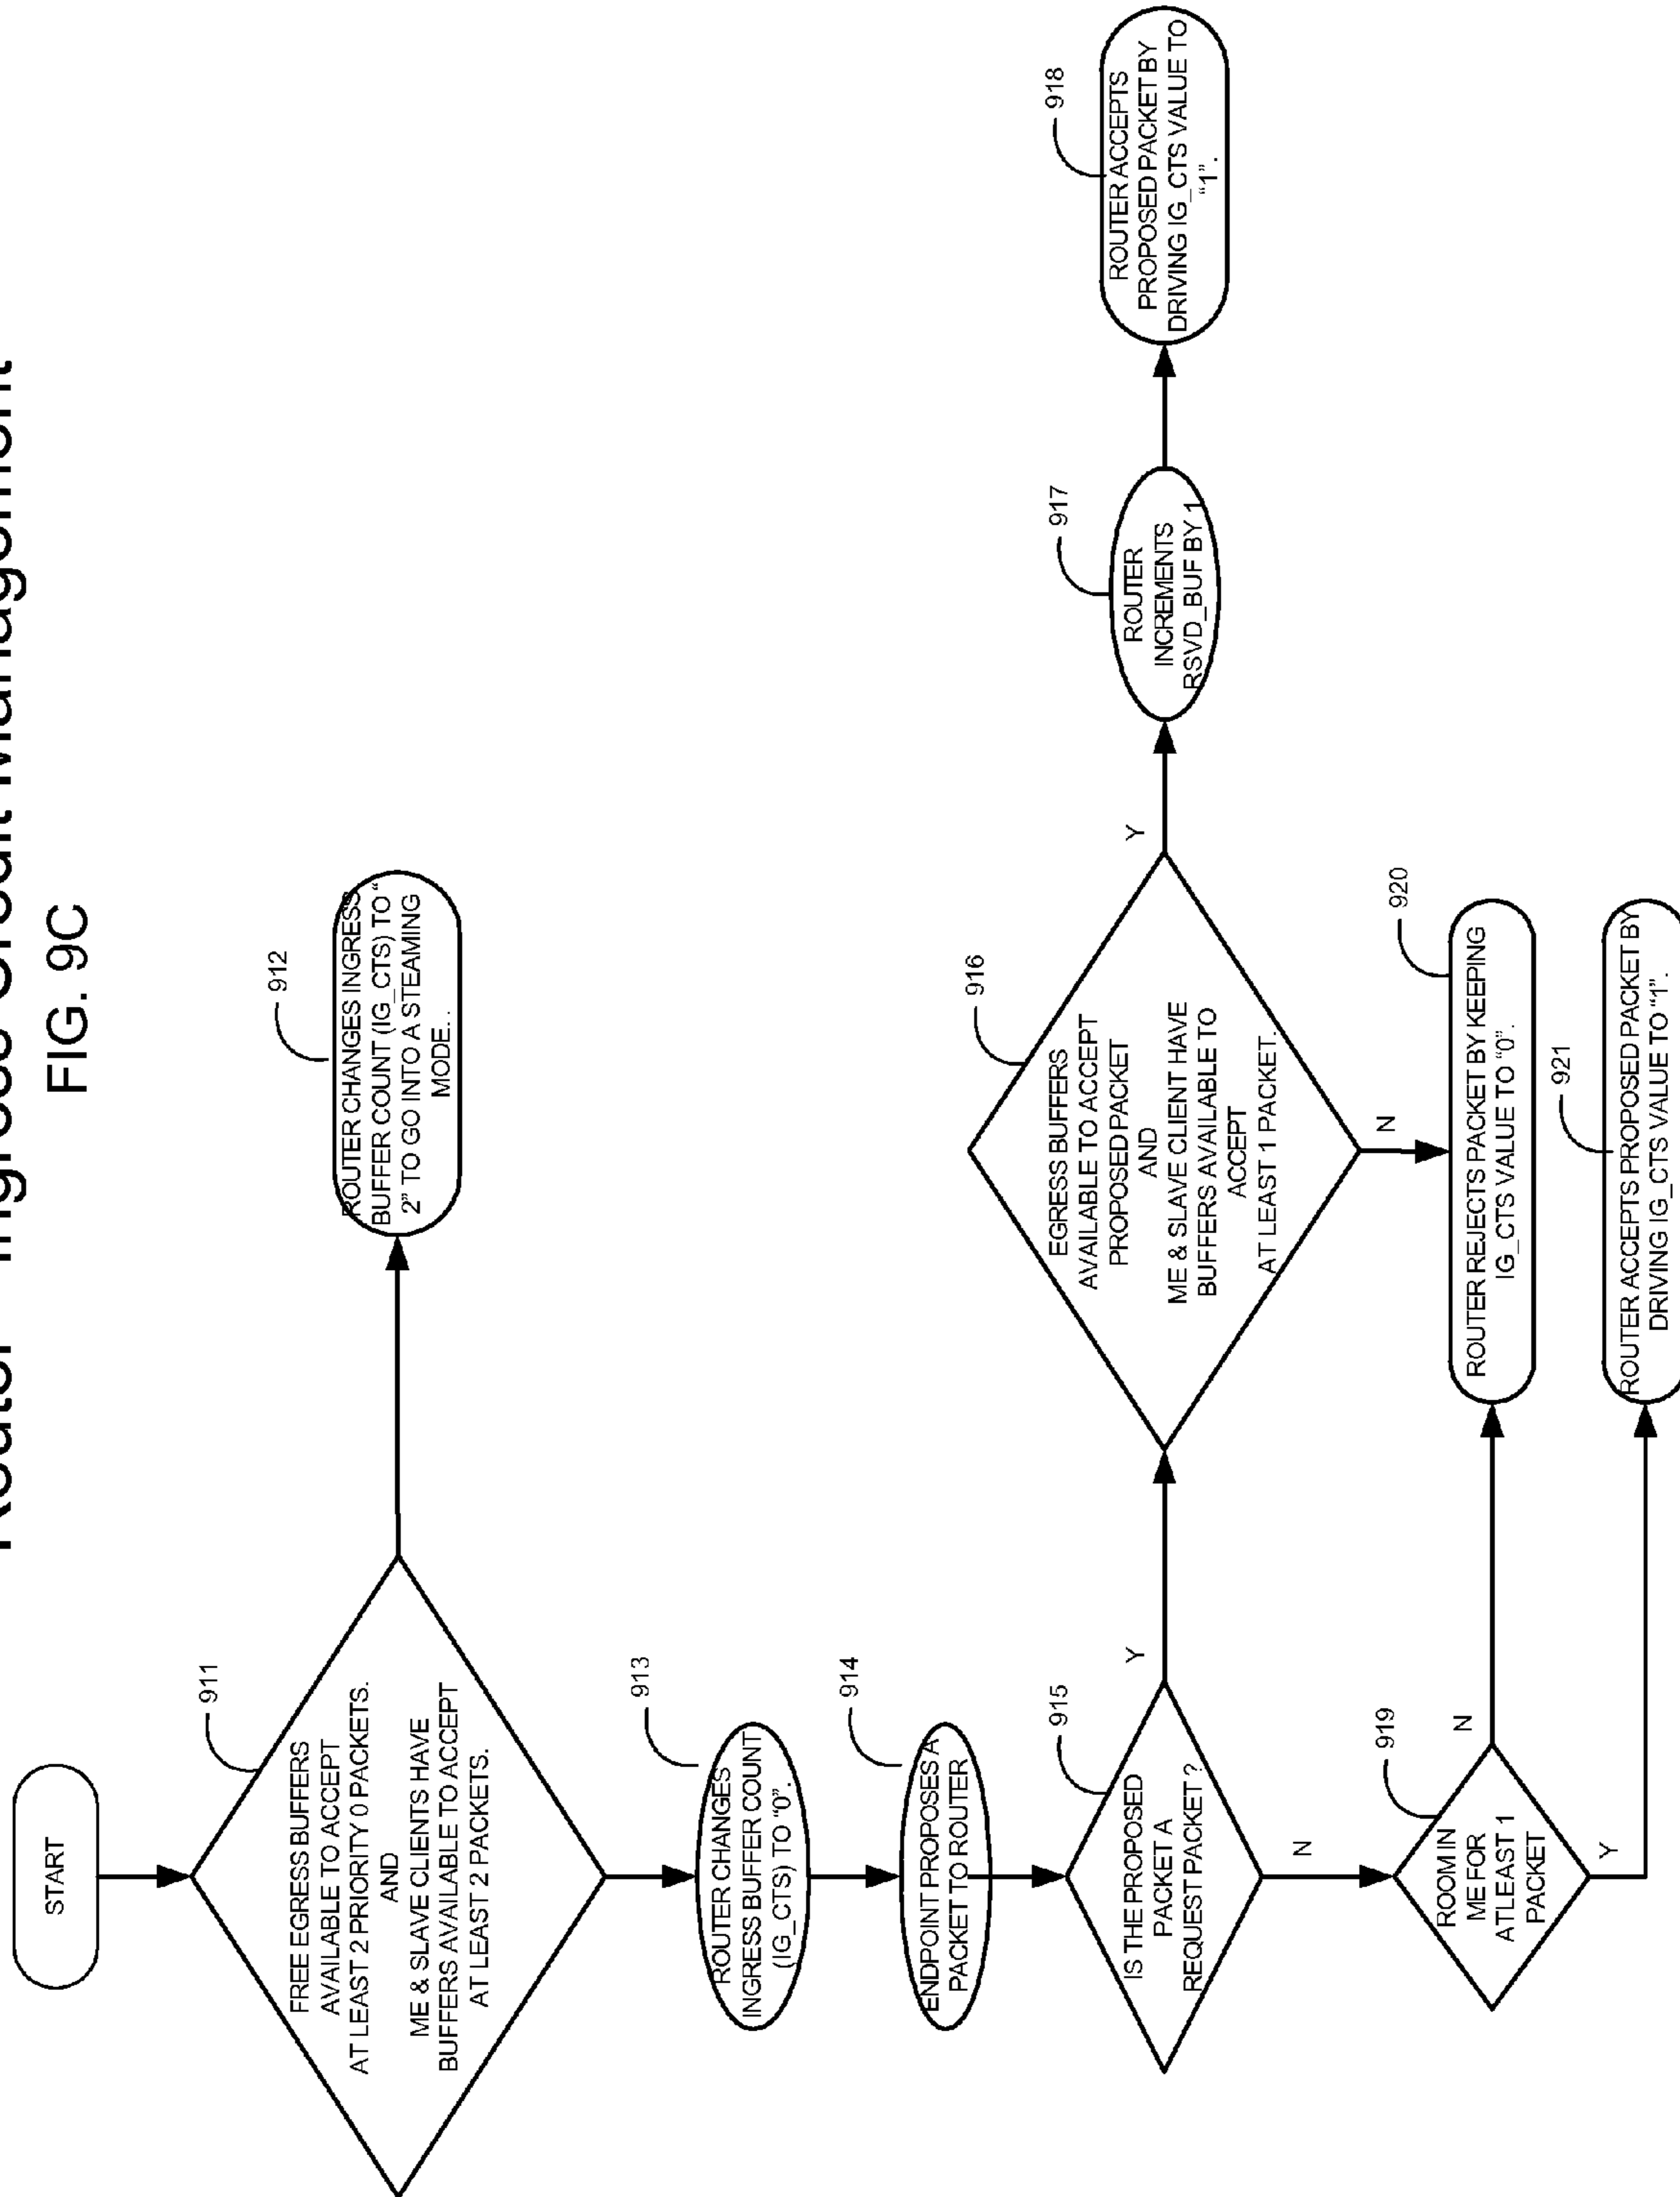 Router – Ingress Credit Management
FIG. 9C
START
911
FREE EGRESS BUFFERS
AVAILABLE TO ACCEPT
AT LEAST 2 PRIORITY 0 PACKETS.
AND
ME & SLAVE CLIENTS HAVE
BUFFERS AVAILABLE TO ACCEPT
AT LEAST 2 PACKETS.
912
ROUTER CHANGES INGRESS
BUFFER COUNT (IG_CTS) TO “
2” TO GO INTO A STEAMING
MODE. .
913
ROUTER CHANGES
INGRESS BUFFER COUNT
(IG_CTS) TO “0”.
914
ENDPOINT PROPOSES A
PACKET TO ROUTER
915
IS THE PROPOSED
PACKET A
REQUEST PACKET ?
Y
N
916
EGRESS BUFFERS
AVAILABLE TO ACCEPT
PROPOSED PACKET
AND
ME & SLAVE CLIENT HAVE
BUFFERS AVAILABLE TO
ACCEPT
AT LEAST 1 PACKET.
Y
N
917
ROUTER
INCREMENTS
RSVD_BUF BY 1
918
ROUTER ACCEPTS
PROPOSED PACKET BY
DRIVING IG_CTS VALUE TO
“1”.
919
ROOM IN
ME FOR
ATLEAST 1
PACKET
N
Y
920
ROUTER REJECTS PACKET BY KEEPING
IG_CTS VALUE TO “0”.
921
ROUTER ACCEPTS PROPOSED PACKET BY
DRIVING IG_CTS VALUE TO “1”.